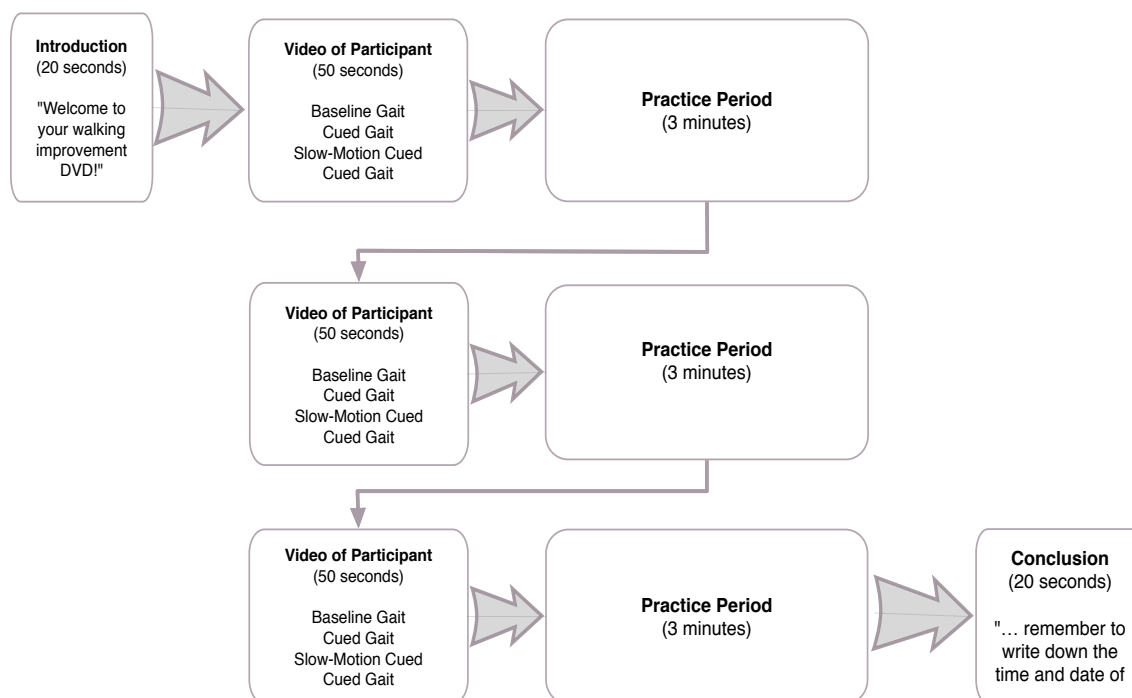 Introduction
(20 seconds)
"Welcome to
your walking
improvement
DVD!"
Video of Participant
(50 seconds)
Baseline Gait
Cued Gait
Slow-Motion Cued
Cued Gait
Practice Period
(3 minutes)
Video of Participant
(50 seconds)
Baseline Gait
Cued Gait
Slow-Motion Cued
Cued Gait
Practice Period
(3 minutes)
Video of Participant
(50 seconds)
Baseline Gait
Cued Gait
Slow-Motion Cued
Cued Gait
Practice Period
(3 minutes)
Conclusion
(20 seconds)
"... remember to
write down the
time and date of